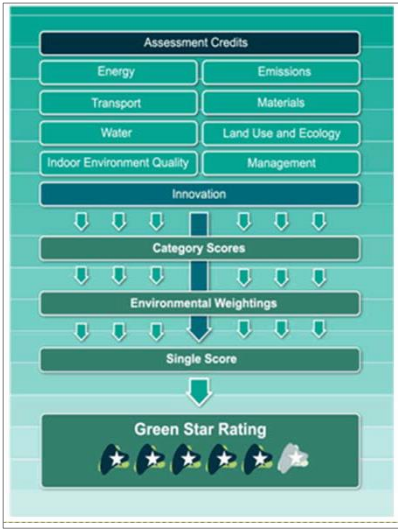 Assessment Credits
Energy
Emissions
Transport
Materials
Water
Land Use and Ecology
Indoor Environment Quality
Management
Innovation
Category Scores
Environmental Weightings
Single Score
Green Star Rating